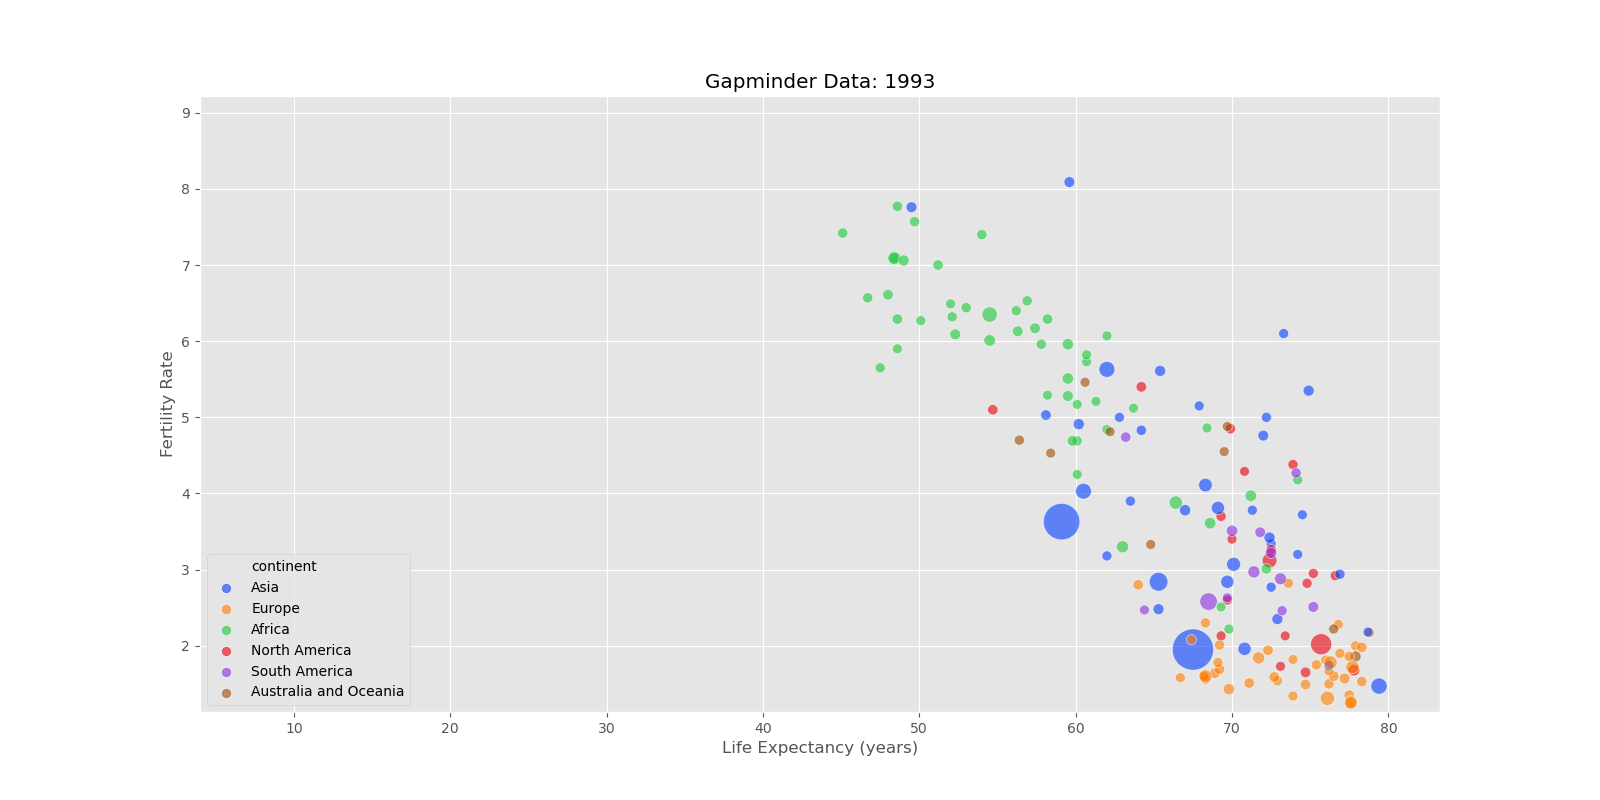 Gapminder Data: 1993
9
8
7
6
5
4
3
2
Fertility Rate
continent
Asia
Europe
Africa
North America
South America
Australia and Oceania
10 20 30 40 50 60 70 80
Life Expectancy (years)